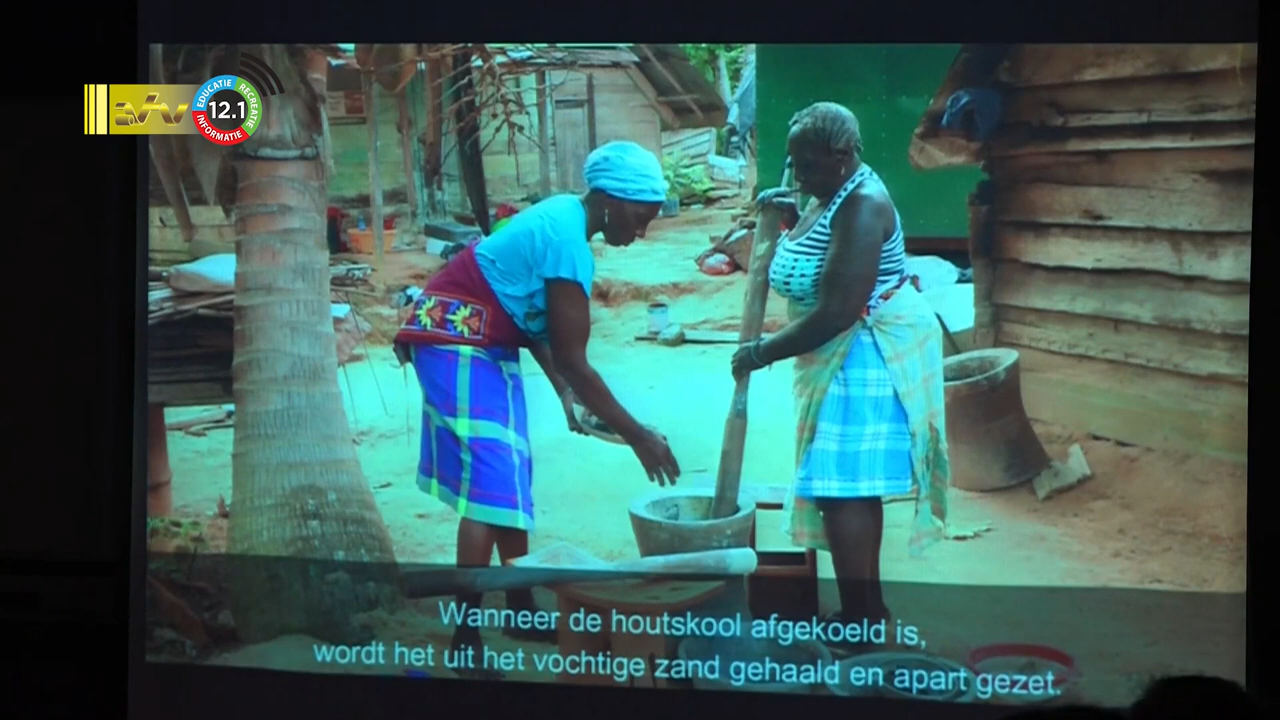 EDUCATIE
RECREATIE
INFORMATIE
12.1
Wanneer de houtskool afgekoeld is,
wordt het uit het vochtige zand gehaald en apart gezet.